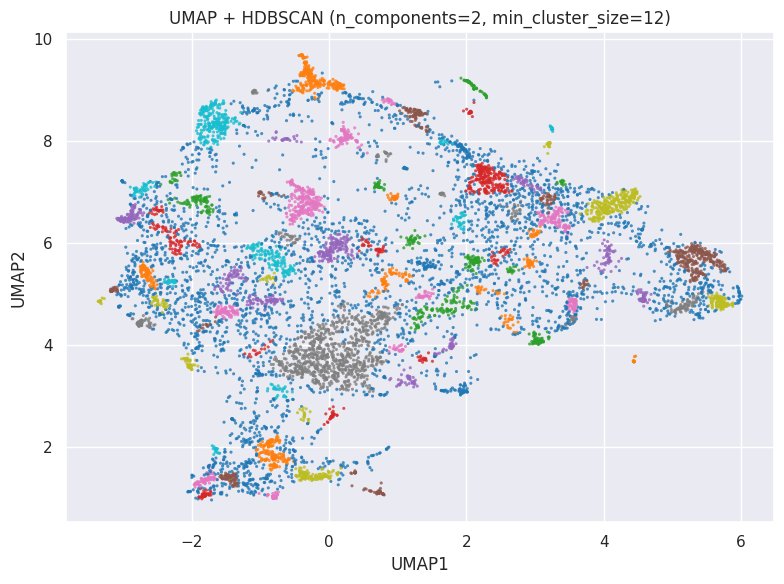 UMAP + HDBSCAN (n_components=2, min_cluster_size=12)
10
8
6
4
2
UMAP2
−2 0 2 4 6
UMAP1